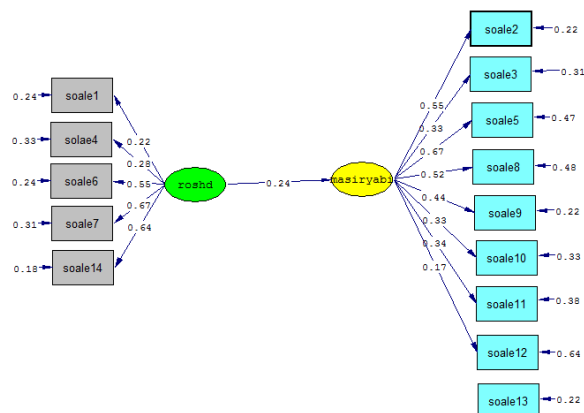 soale2
0.22
soale3
0.31
0.24
soale1
0.55
0.33
soale5
0.47
0.22
0.67
0.33
solae4
0.28
0.52
soale8
0.48
0.24
soale6
0.55
roshd
0.24
masiryabi
0.44
soale9
0.22
0.67
0.33
0.31
soale7
0.64
0.34
soale10
0.33
0.18
soale14
0.17
soale11
0.38
soale12
0.64
soale13
0.22